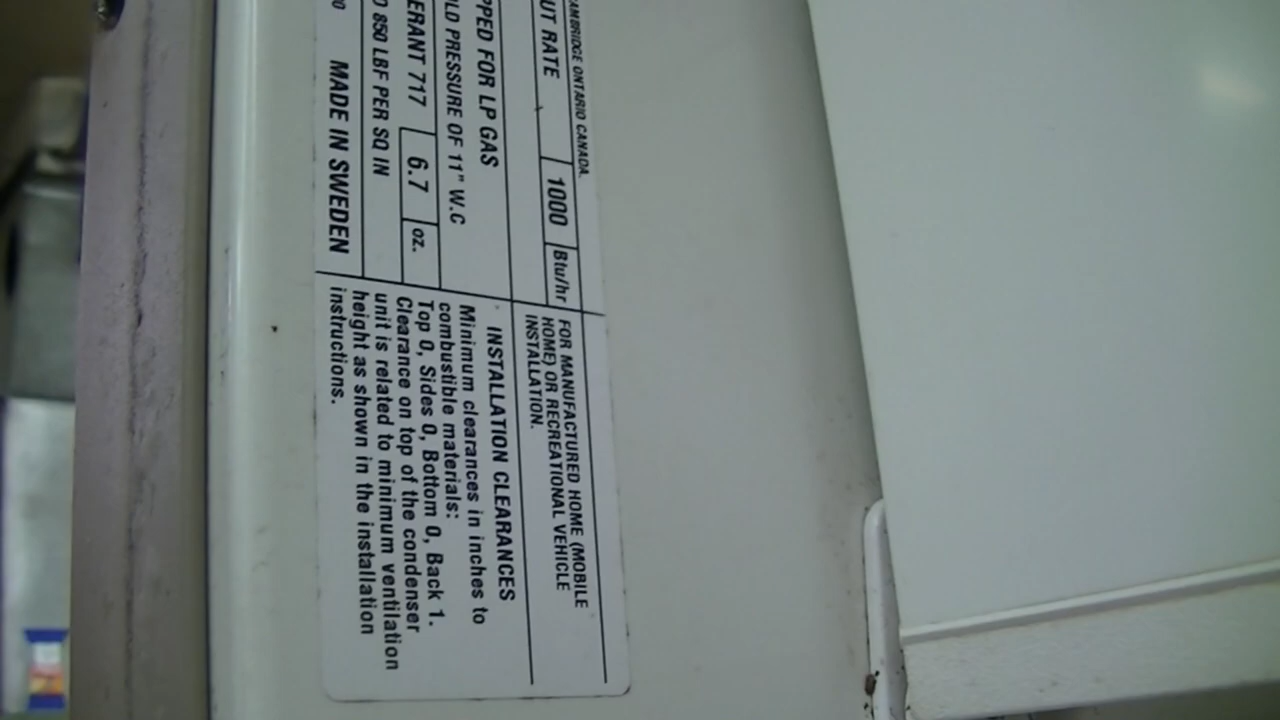 CAMBRIDGE ONTARIO CANADA.
UT RATE 1000 Btu/hr
PPED FOR LP GAS
LD PRESSURE OF 11" W.C
ERANT 717 6.7 oz.
850 LBF PER SQ IN
MADE IN SWEDEN
FOR MANUFACTURED HOME (MOBILE
HOME) OR RECREATIONAL VEHICLE
INSTALLATION.
INSTALLATION CLEARANCES
Minimum clearances in inches to
combustible materials:
Top 0, Sides 0, Bottom 0, Back 1.
Clearance on top of the condenser
unit is related to minimum ventilation
height as shown in the installation
instructions.